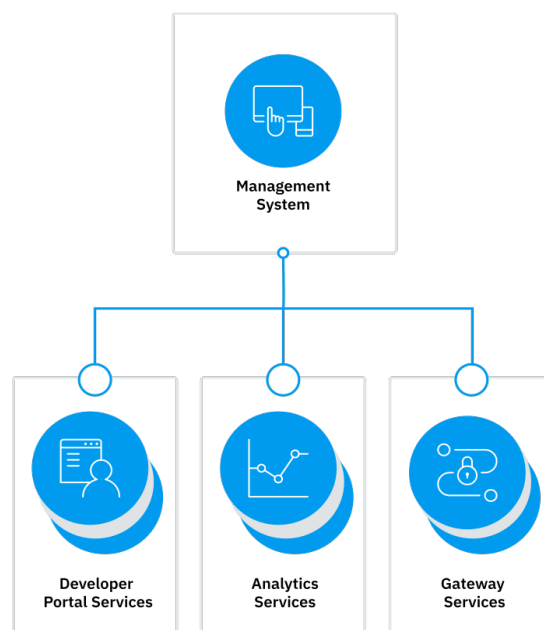 Management
System
Developer
Portal Services
Analytics
Services
Gateway
Services